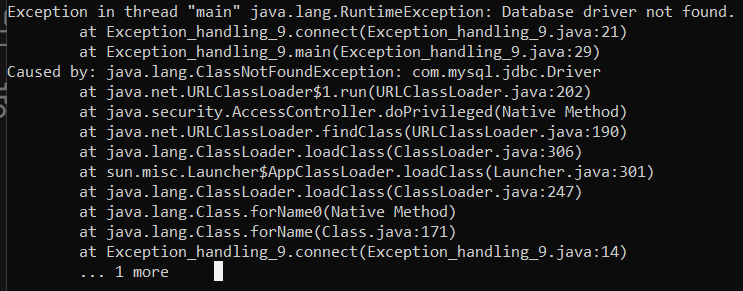 Exception in thread "main" java.lang.RuntimeException: Database driver not found.
at Exception_handling_9.connect(Exception_handling_9.java:21)
at Exception_handling_9.main(Exception_handling_9.java:29)
Caused by: java.lang.ClassNotFoundException: com.mysql.jdbc.Driver
at java.net.URLClassLoader$1.run(URLClassLoader.java:202)
at java.security.AccessController.doPrivileged(Native Method)
at java.net.URLClassLoader.findClass(URLClassLoader.java:190)
at java.lang.ClassLoader.loadClass(ClassLoader.java:306)
at sun.misc.Launcher$AppClassLoader.loadClass(Launcher.java:301)
at java.lang.ClassLoader.loadClass(ClassLoader.java:247)
at java.lang.Class.forName0(Native Method)
at java.lang.Class.forName(Class.java:171)
at Exception_handling_9.connect(Exception_handling_9.java:14)
... 1 more